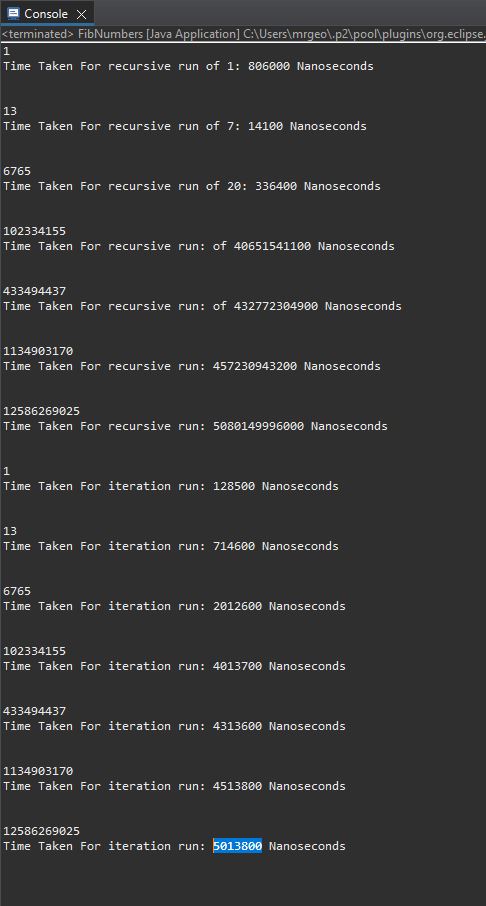 Console
<terminated> FibNumbers [Java Application] C:\Users\mrgeo\.p2\pool\plugins\org.eclipse.
1
Time Taken For recursive run of 1: 806000 Nanoseconds
13
Time Taken For recursive run of 7: 14100 Nanoseconds
6765
Time Taken For recursive run of 20: 336400 Nanoseconds
102334155
Time Taken For recursive run: of 40651541100 Nanoseconds
433494437
Time Taken For recursive run: of 432772304900 Nanoseconds
1134903170
Time Taken For recursive run: 457230943200 Nanoseconds
12586269025
Time Taken For recursive run: 5080149996000 Nanoseconds
1
Time Taken For iteration run: 128500 Nanoseconds
13
Time Taken For iteration run: 714600 Nanoseconds
6765
Time Taken For iteration run: 2012600 Nanoseconds
102334155
Time Taken For iteration run: 4013700 Nanoseconds
433494437
Time Taken For iteration run: 4313600 Nanoseconds
1134903170
Time Taken For iteration run: 4513800 Nanoseconds
12586269025
Time Taken For iteration run: 5013800 Nanoseconds